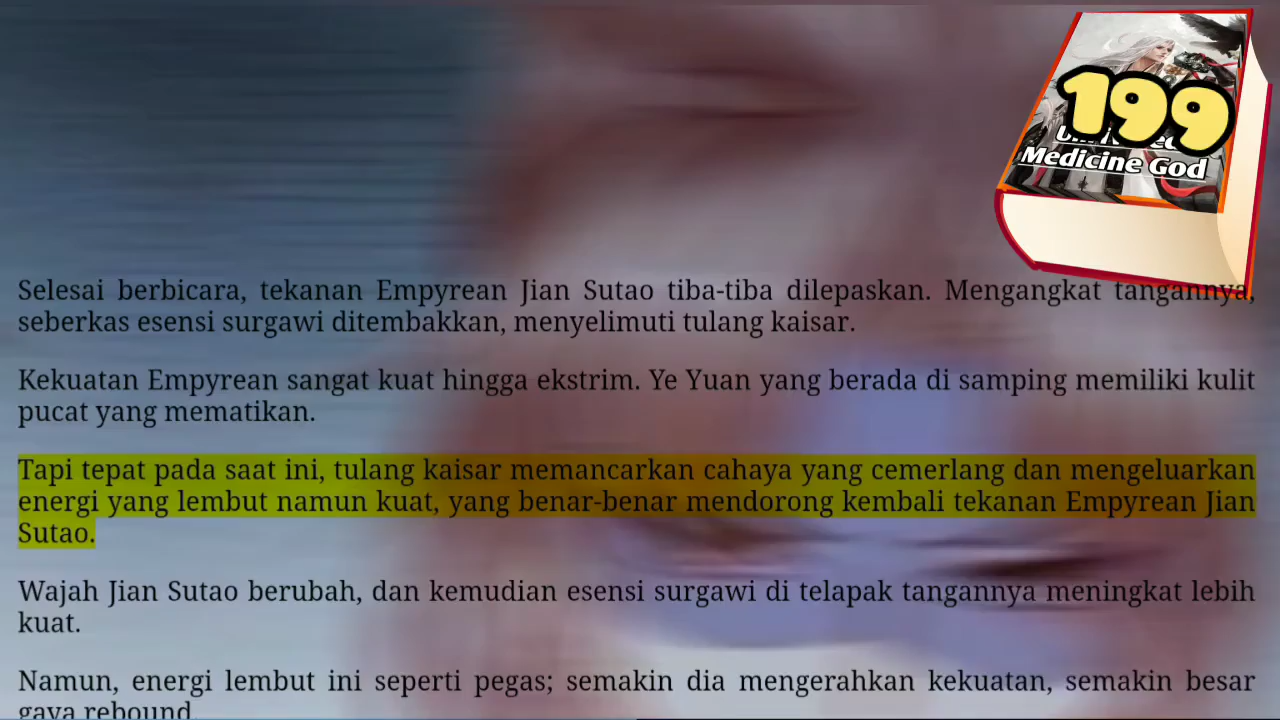 199
Medicine God
Selesai berbicara, tekanan Empyrean Jian Sutao tiba-tiba dilepaskan. Mengangkat tangannya,
seberkas esensi surgawi ditembakkan, menyelimuti tulang kaisar.
Kekuatan Empyrean sangat kuat hingga ekstrim. Ye Yuan yang berada di samping memiliki kulit
pucat yang mematikan.
Tapi tepat pada saat ini, tulang kaisar memancarkan cahaya yang cemerlang dan mengeluarkan
energi yang lembut namun kuat, yang benar-benar mendorong kembali tekanan Empyrean Jian
Sutao.
Wajah Jian Sutao berubah, dan kemudian esensi surgawi di telapak tangannya meningkat lebih
kuat.
Namun, energi lembut ini seperti pegas; semakin dia mengerahkan kekuatan, semakin besar
gaya rebound.